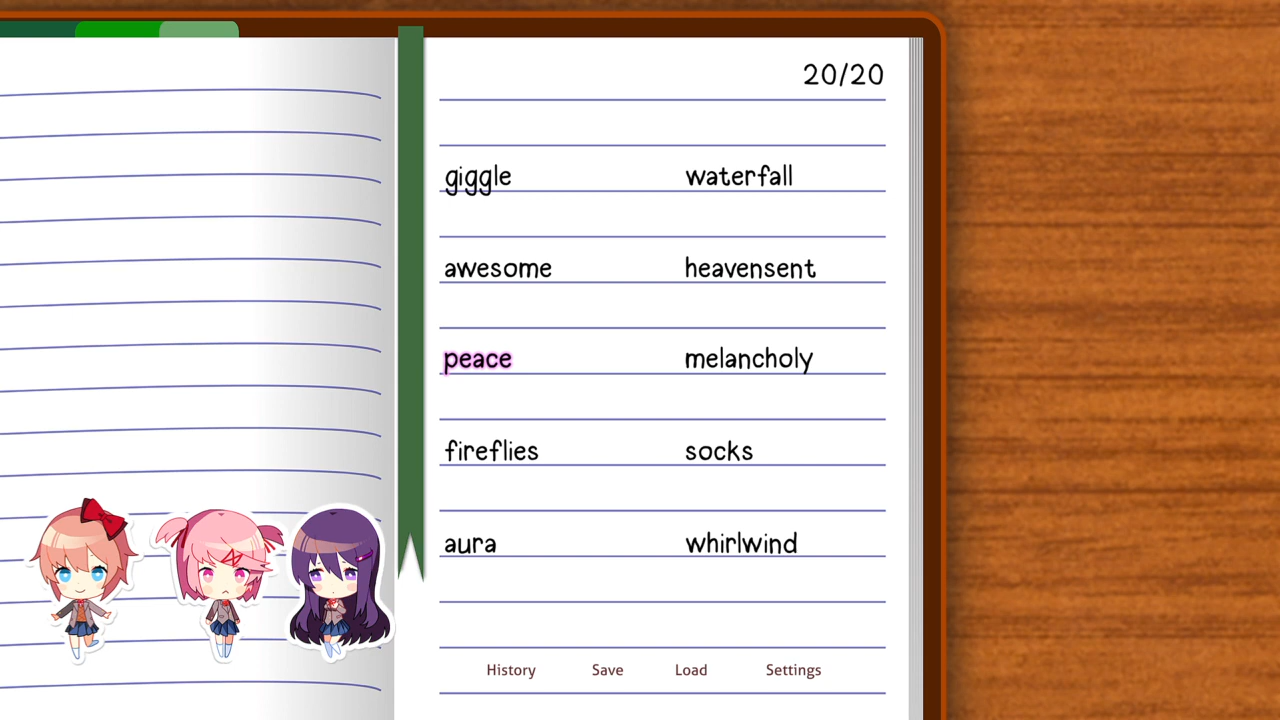 20/20
giggle waterfall
awesome heavensent
peace melancholy
fireflies socks
aura whirlwind
History Save Load Settings